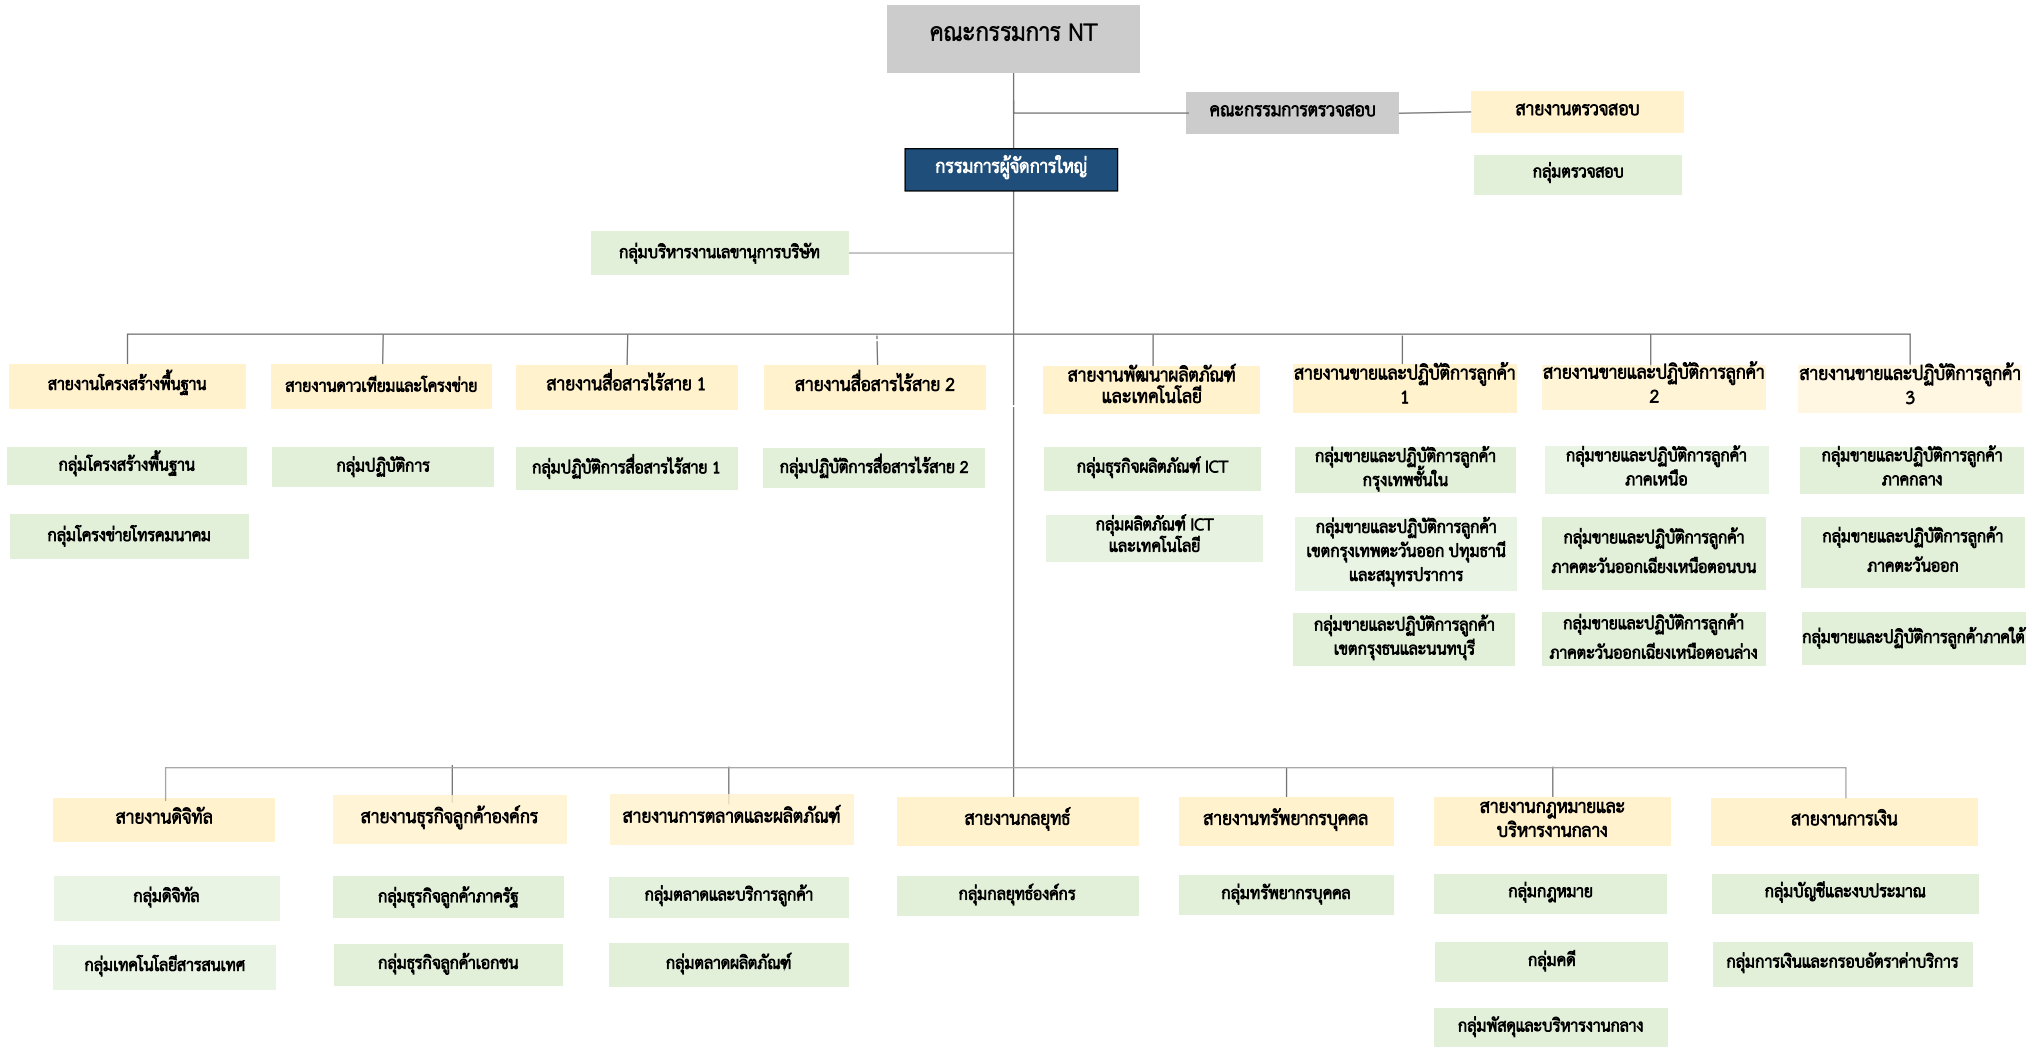 คณะกรรมการ NT
คณะกรรมการตรวจสอบ
สายงานตรวจสอบ
กรรมการผู้จัดการใหญ่
กลุ่มตรวจสอบ
กลุ่มบริหารงานเลขานุการบริษัท
สายงานโครงสร้างพื้นฐาน
สายงานดาวเทียมและโครงข่าย
สายงานสื่อสารไร้สาย 1
สายงานสื่อสารไร้สาย 2
สายงานพัฒนาผลิตภัณฑ์
และเทคโนโลยี
สายงานขายและปฏิบัติการลูกค้า
1
สายงานขายและปฏิบัติการลูกค้า
2
สายงานขายและปฏิบัติการลูกค้า
3
กลุ่มโครงสร้างพื้นฐาน
กลุ่มปฏิบัติการ
กลุ่มปฏิบัติการสื่อสารไร้สาย 1
กลุ่มปฏิบัติการสื่อสารไร้สาย 2
กลุ่มธุรกิจผลิตภัณฑ์ ICT
กลุ่มขายและปฏิบัติการลูกค้า
กรุงเทพชั้นใน
กลุ่มขายและปฏิบัติการลูกค้า
ภาคเหนือ
กลุ่มขายและปฏิบัติการลูกค้า
ภาคกลาง
กลุ่มโครงข่ายโทรคมนาคม
กลุ่มผลิตภัณฑ์ ICT
และเทคโนโลยี
กลุ่มขายและปฏิบัติการลูกค้า
เขตกรุงเทพตะวันออก ปทุมธานี
และสมุทรปราการ
กลุ่มขายและปฏิบัติการลูกค้า
ภาคตะวันออกเฉียงเหนือตอนบน
กลุ่มขายและปฏิบัติการลูกค้า
ภาคตะวันออก
กลุ่มขายและปฏิบัติการลูกค้า
เขตกรุงธนและนนทบุรี
กลุ่มขายและปฏิบัติการลูกค้า
ภาคตะวันออกเฉียงเหนือตอนล่าง
กลุ่มขายและปฏิบัติการลูกค้าภาคใต้
สายงานดิจิทัล
สายงานธุรกิจลูกค้าองค์กร
สายงานการตลาดและผลิตภัณฑ์
สายงานกลยุทธ์
สายงานทรัพยากรบุคคล
สายงานกฎหมายและ
บริหารงานกลาง
สายงานการเงิน
กลุ่มดิจิทัล
กลุ่มธุรกิจลูกค้าภาครัฐ
กลุ่มตลาดและบริการลูกค้า
กลุ่มกลยุทธ์องค์กร
กลุ่มทรัพยากรบุคคล
กลุ่มกฎหมาย
กลุ่มบัญชีและงบประมาณ
กลุ่มเทคโนโลยีสารสนเทศ
กลุ่มธุรกิจลูกค้าเอกชน
กลุ่มตลาดผลิตภัณฑ์
กลุ่มคดี
กลุ่มการเงินและกรอบอัตราค่าบริการ
กลุ่มพัสดุและบริหารงานกลาง